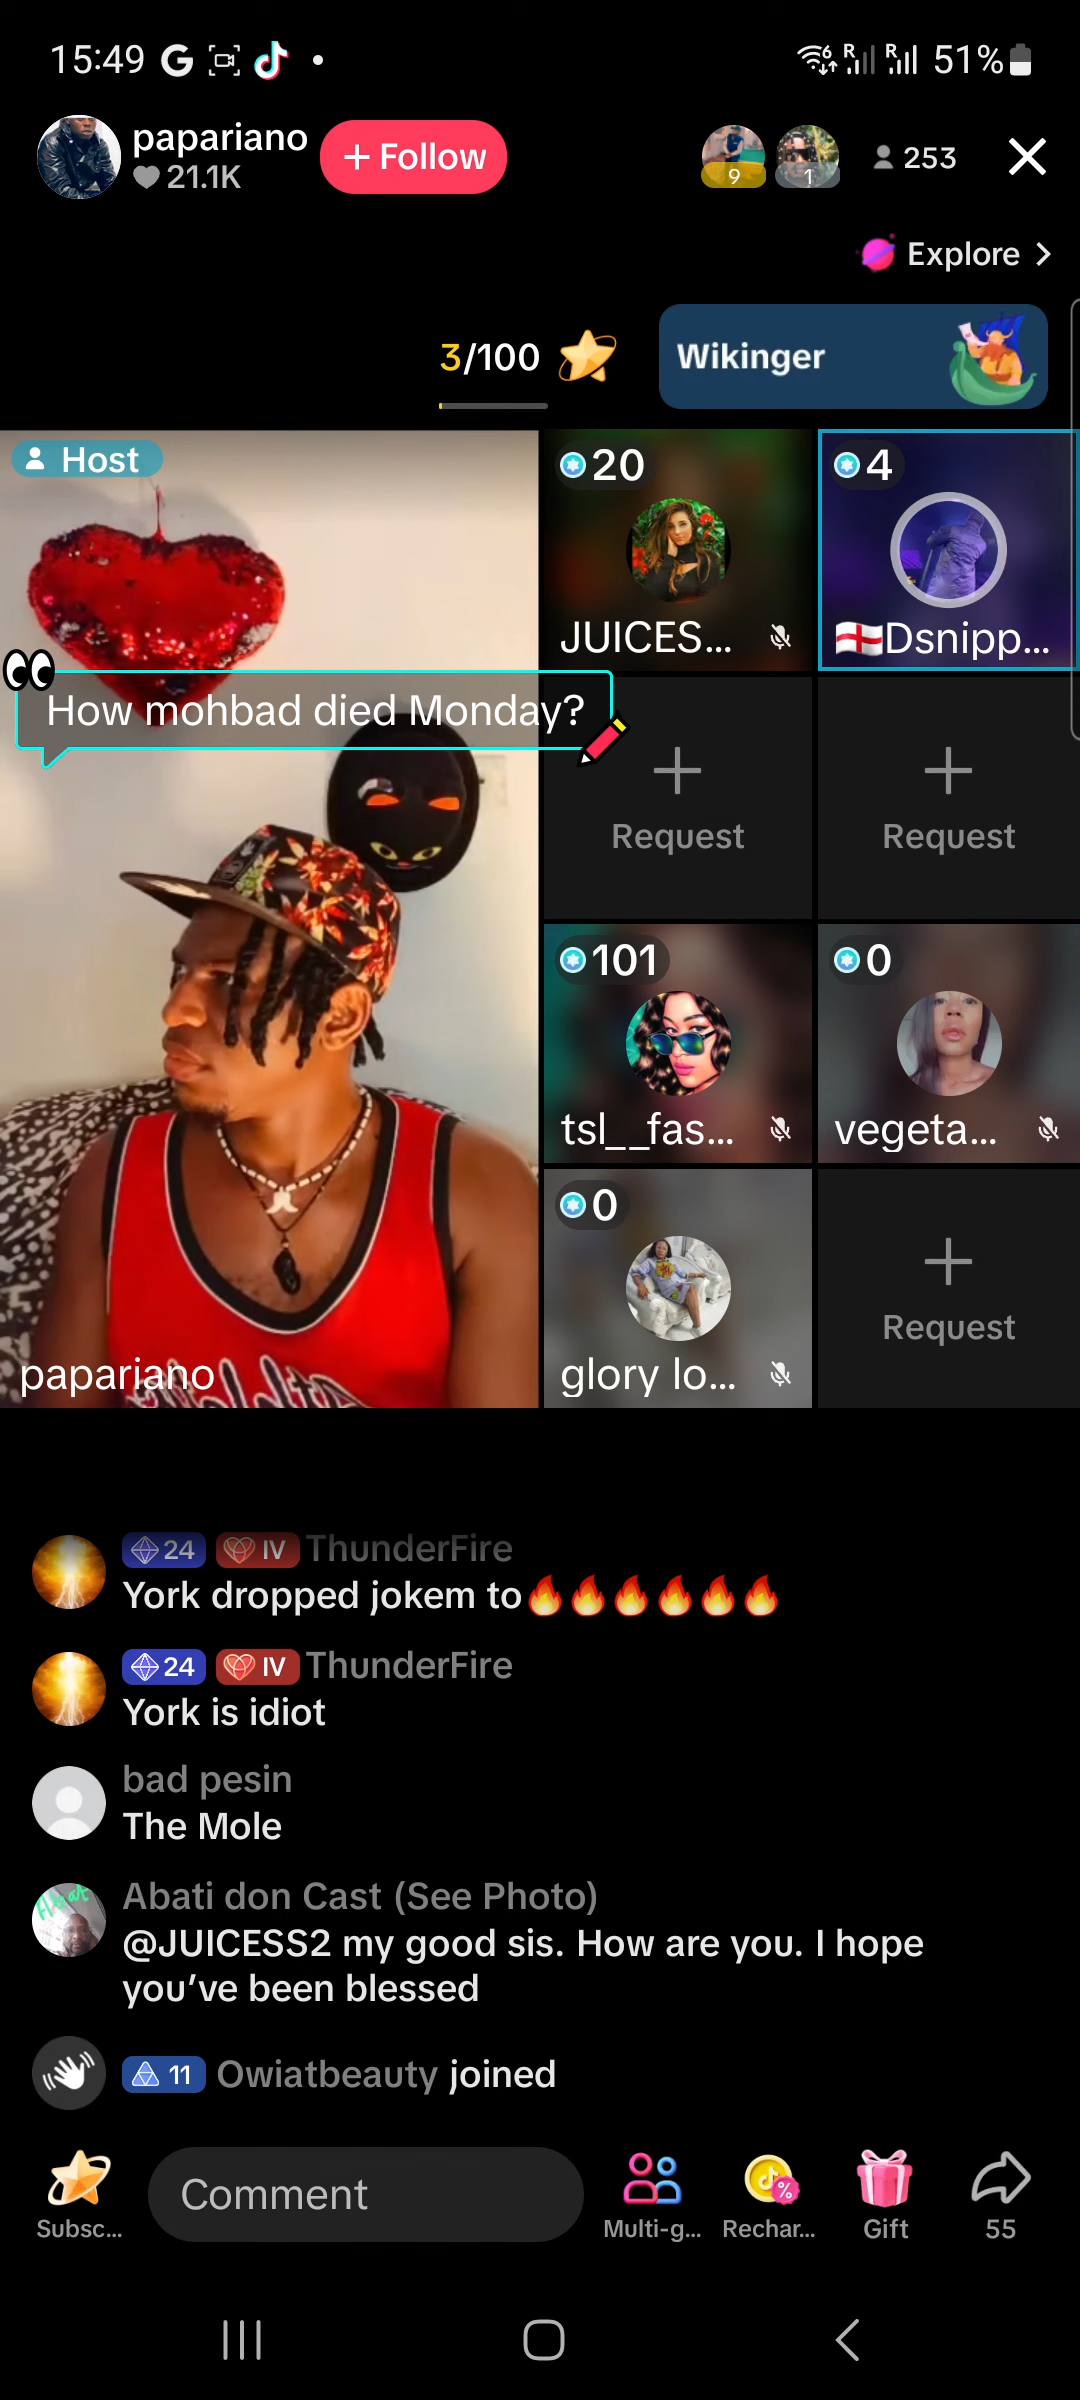 15:49
51%
papariano
21.1K
+ Follow
9
1
253
Explore
3/100
Wikinger
Host
20
JUICES...
4
🏴󠁧󠁢󠁥󠁮󠁧󠁿Dsnipp...
How mohbad died Monday?
Request
Request
101
tsl__fas...
0
vegeta...
0
glory lo...
Request
papariano
24 IV ThunderFire
York dropped jokem to🔥🔥🔥🔥🔥🔥
24 IV ThunderFire
York is idiot
bad pesin
The Mole
Abati don Cast (See Photo)
@JUICESS2 my good sis. How are you. I hope
you've been blessed
11 Owiatbeauty joined
Subsc...
Comment
Multi-g...
Rechar...
Gift
55